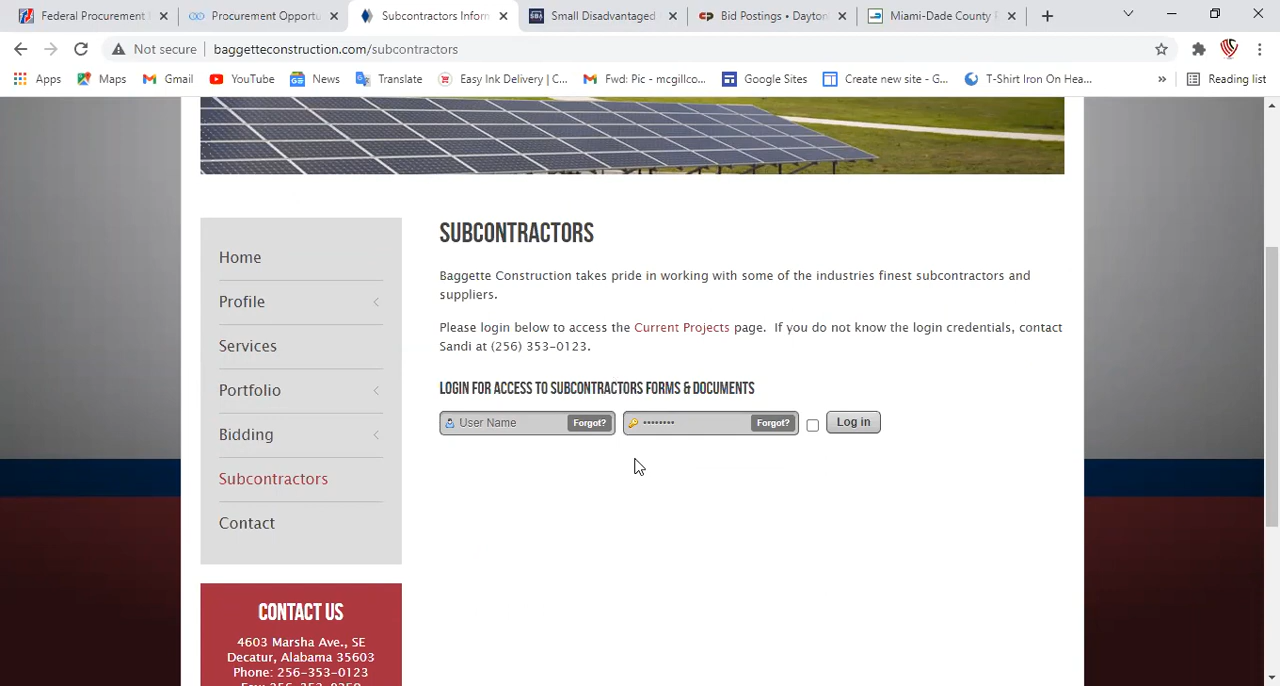 Federal Procurement
Procurement Opportu
Subcontractors Infor
Small Disadvantaged
Bid Postings • Dayton
Miami-Dade County
Not secure baggetteconstruction.com/subcontractors
Apps Maps Gmail YouTube News Translate Easy Ink Delivery | C... Fwd: Pic - mcgillco... Google Sites Create new site - G... T-Shirt Iron On Hea... » Reading list
SUBCONTRACTORS
Baggette Construction takes pride in working with some of the industries finest subcontractors and
suppliers.
Please login below to access the Current Projects page. If you do not know the login credentials, contact
Sandi at (256) 353-0123.
LOGIN FOR ACCESS TO SUBCONTRACTORS FORMS & DOCUMENTS
User Name Forgot? •••••••• Forgot? Log in
Home
Profile
Services
Portfolio
Bidding
Subcontractors
Contact
CONTACT US
4603 Marsha Ave., SE
Decatur, Alabama 35603
Phone: 256-353-0123